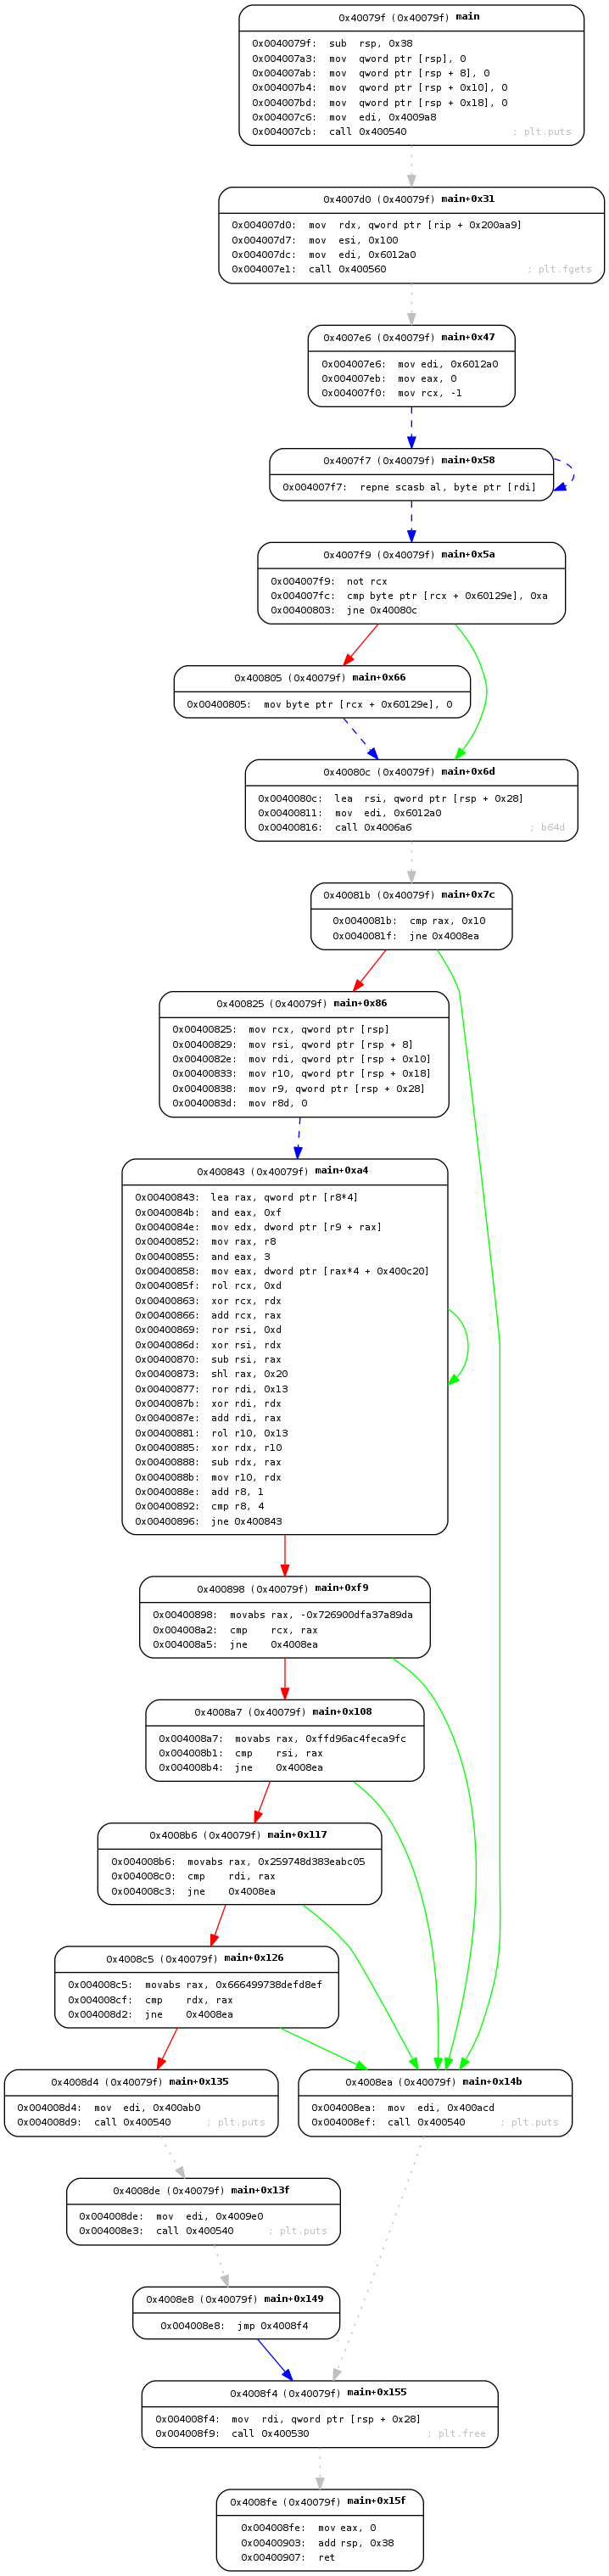 0x40079f (0x40079f) main
0x0040079f: sub rsp, 0x38
0x004007a3: mov qword ptr [rsp], 0
0x004007ab: mov qword ptr [rsp + 8], 0
0x004007b4: mov qword ptr [rsp + 0x10], 0
0x004007bd: mov qword ptr [rsp + 0x18], 0
0x004007c6: mov edi, 0x4009a8
0x004007cb: call 0x400540 ; plt.puts
0x4007d0 (0x40079f) main+0x31
0x004007d0: mov rdx, qword ptr [rip + 0x200aa9]
0x004007d7: mov esi, 0x100
0x004007dc: mov edi, 0x6012a0
0x004007e1: call 0x400560 ; plt.fgets
0x4007e6 (0x40079f) main+0x47
0x004007e6: mov edi, 0x6012a0
0x004007eb: mov eax, 0
0x004007f0: mov rcx, -1
0x4007f7 (0x40079f) main+0x58
0x004007f7: repne scasb al, byte ptr [rdi]
0x4007f9 (0x40079f) main+0x5a
0x004007f9: not rcx
0x004007fc: cmp byte ptr [rcx + 0x60129e], 0xa
0x00400803: jne 0x40080c
0x400805 (0x40079f) main+0x66
0x00400805: mov byte ptr [rcx + 0x60129e], 0
0x40080c (0x40079f) main+0x6d
0x0040080c: lea rsi, qword ptr [rsp + 0x28]
0x00400811: mov edi, 0x6012a0
0x00400816: call 0x4006a6 ; b64d
0x40081b (0x40079f) main+0x7c
0x0040081b: cmp rax, 0x10
0x0040081f: jne 0x4008ea
0x400825 (0x40079f) main+0x86
0x00400825: mov rcx, qword ptr [rsp]
0x00400829: mov rsi, qword ptr [rsp + 8]
0x0040082e: mov rdi, qword ptr [rsp + 0x10]
0x00400833: mov r10, qword ptr [rsp + 0x18]
0x00400838: mov r9, qword ptr [rsp + 0x28]
0x0040083d: mov r8d, 0
0x400843 (0x40079f) main+0xa4
0x00400843: lea rax, qword ptr [r8*4]
0x0040084b: and eax, 0xf
0x0040084e: mov edx, dword ptr [r9 + rax]
0x00400852: mov rax, r8
0x00400855: and eax, 3
0x00400858: mov eax, dword ptr [rax*4 + 0x400c20]
0x0040085f: rol rcx, 0xd
0x00400863: xor rcx, rdx
0x00400866: add rcx, rax
0x00400869: ror rsi, 0xd
0x0040086d: xor rsi, rdx
0x00400870: sub rsi, rax
0x00400873: shl rax, 0x20
0x00400877: ror rdi, 0x13
0x0040087b: xor rdi, rdx
0x0040087e: add rdi, rax
0x00400881: rol r10, 0x13
0x00400885: xor rdx, r10
0x00400888: sub rdx, rax
0x0040088b: mov r10, rdx
0x0040088e: add r8, 1
0x00400892: cmp r8, 4
0x00400896: jne 0x400843
0x400898 (0x40079f) main+0xf9
0x00400898: movabs rax, -0x726900dfa37a89da
0x004008a2: cmp rcx, rax
0x004008a5: jne 0x4008ea
0x4008a7 (0x40079f) main+0x108
0x004008a7: movabs rax, 0xffd96ac4feca9fc
0x004008b1: cmp rsi, rax
0x004008b4: jne 0x4008ea
0x4008b6 (0x40079f) main+0x117
0x004008b6: movabs rax, 0x259748d383eabc05
0x004008c0: cmp rdi, rax
0x004008c3: jne 0x4008ea
0x4008c5 (0x40079f) main+0x126
0x004008c5: movabs rax, 0x666499738defd8ef
0x004008cf: cmp rdx, rax
0x004008d2: jne 0x4008ea
0x4008d4 (0x40079f) main+0x135
0x004008d4: mov edi, 0x400ab0
0x004008d9: call 0x400540 ; plt.puts
0x4008ea (0x40079f) main+0x14b
0x004008ea: mov edi, 0x400acd
0x004008ef: call 0x400540 ; plt.puts
0x4008de (0x40079f) main+0x13f
0x004008de: mov edi, 0x4009e0
0x004008e3: call 0x400540 ; plt.puts
0x4008e8 (0x40079f) main+0x149
0x004008e8: jmp 0x4008f4
0x4008f4 (0x40079f) main+0x155
0x004008f4: mov rdi, qword ptr [rsp + 0x28]
0x004008f9: call 0x400530 ; plt.free
0x4008fe (0x40079f) main+0x15f
0x004008fe: mov eax, 0
0x00400903: add rsp, 0x38
0x00400907: ret